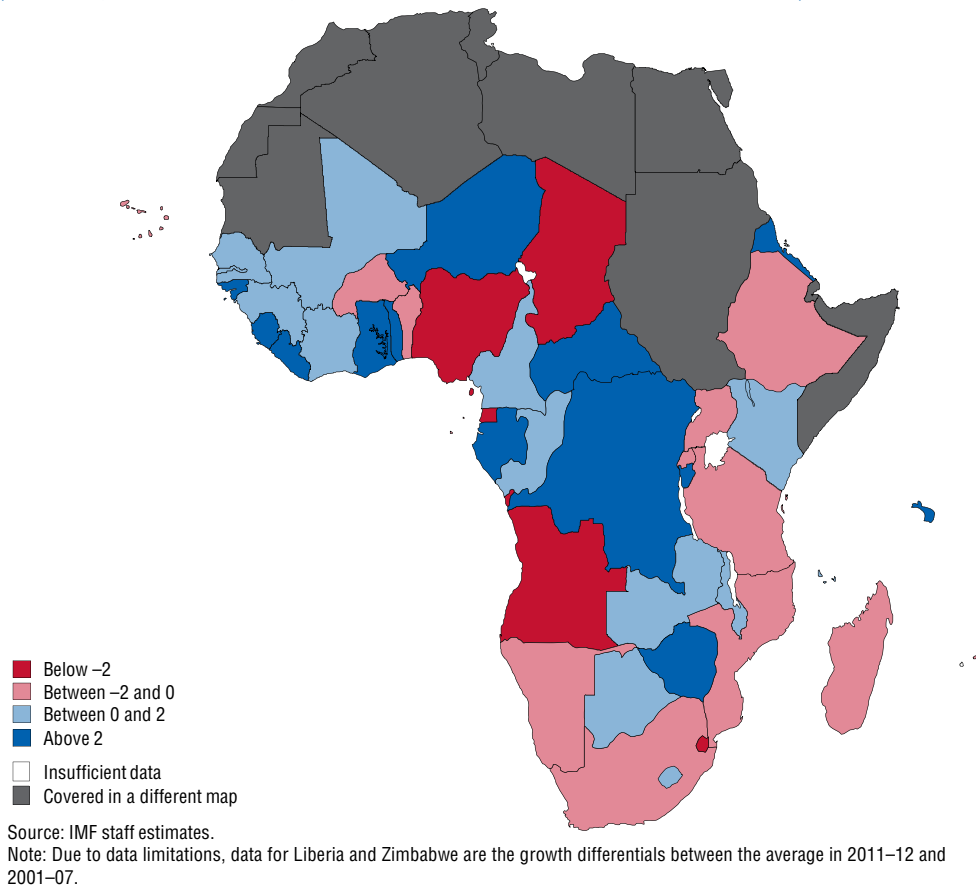 Below –2
Between –2 and 0
Between 0 and 2
Above 2
Insufficient data
Covered in a different map
Source: IMF staff estimates.
Note: Due to data limitations, data for Liberia and Zimbabwe are the growth differentials between the average in 2011–12 and
2001–07.